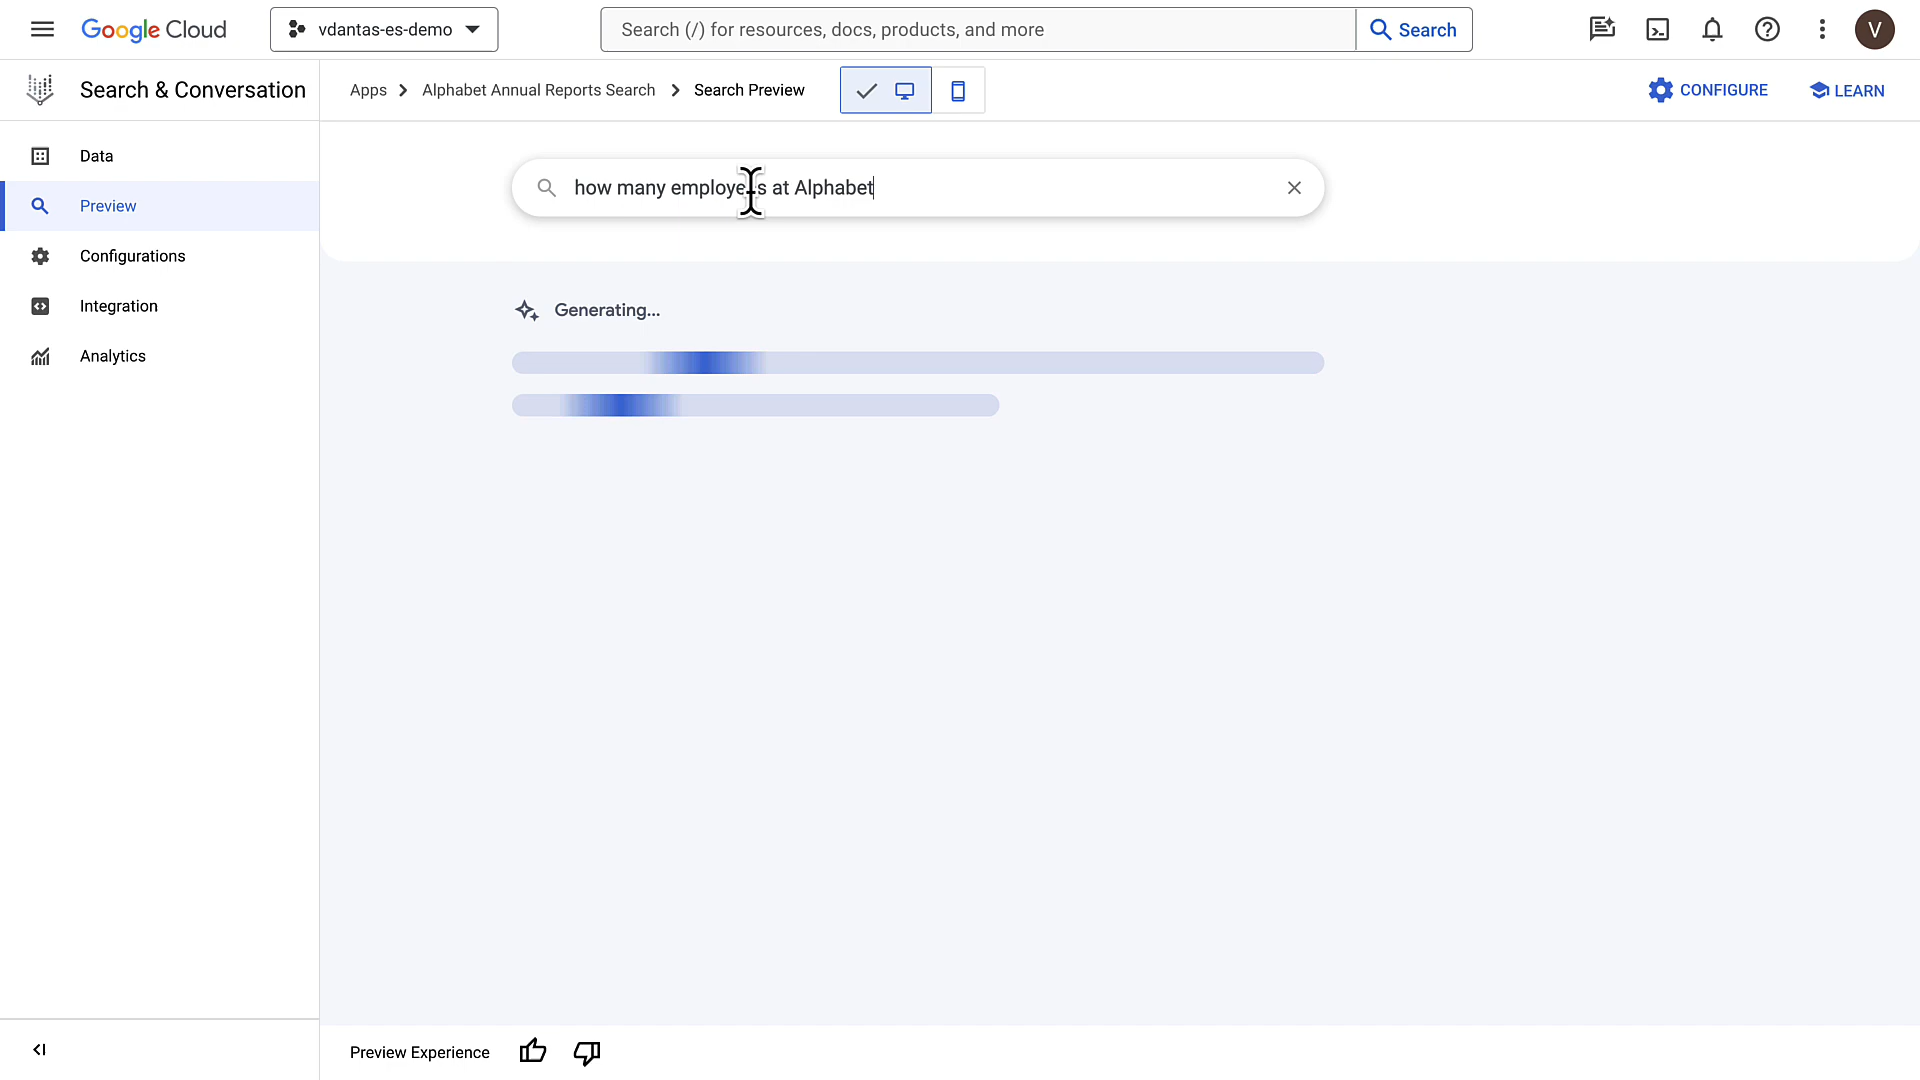 Google Cloud
vdantas-es-demo
Search (/) for resources, docs, products, and more
Search
V
Search & Conversation
Apps > Alphabet Annual Reports Search > Search Preview
CONFIGURE
LEARN
Data
Preview
Configurations
Integration
Analytics
how many employees at Alphabet
Generating...
Preview Experience